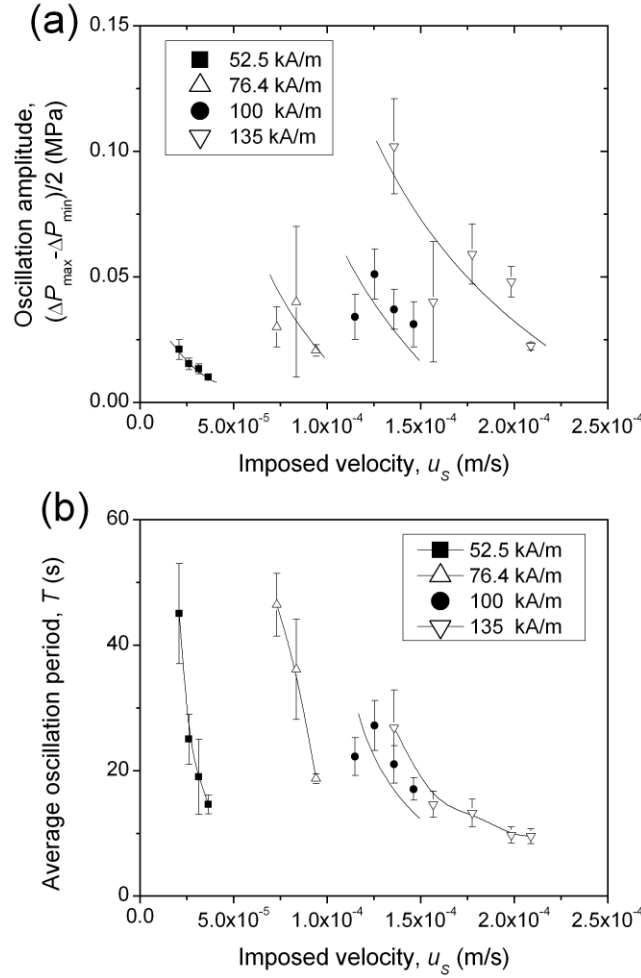 (a)
0.15
0.10
0.05
0.00
Oscillation amplitude,
(ΔP_max-ΔP_min)/2 (MPa)
52.5 kA/m
76.4 kA/m
100 kA/m
135 kA/m
0.0 5.0x10⁻⁵ 1.0x10⁻⁴ 1.5x10⁻⁴ 2.0x10⁻⁴ 2.5x10⁻⁴
Imposed velocity, u_S (m/s)
(b)
60
40
20
0
Average oscillation period, T (s)
52.5 kA/m
76.4 kA/m
100 kA/m
135 kA/m
0.0 5.0x10⁻⁵ 1.0x10⁻⁴ 1.5x10⁻⁴ 2.0x10⁻⁴ 2.5x10⁻⁴
Imposed velocity, u_S (m/s)